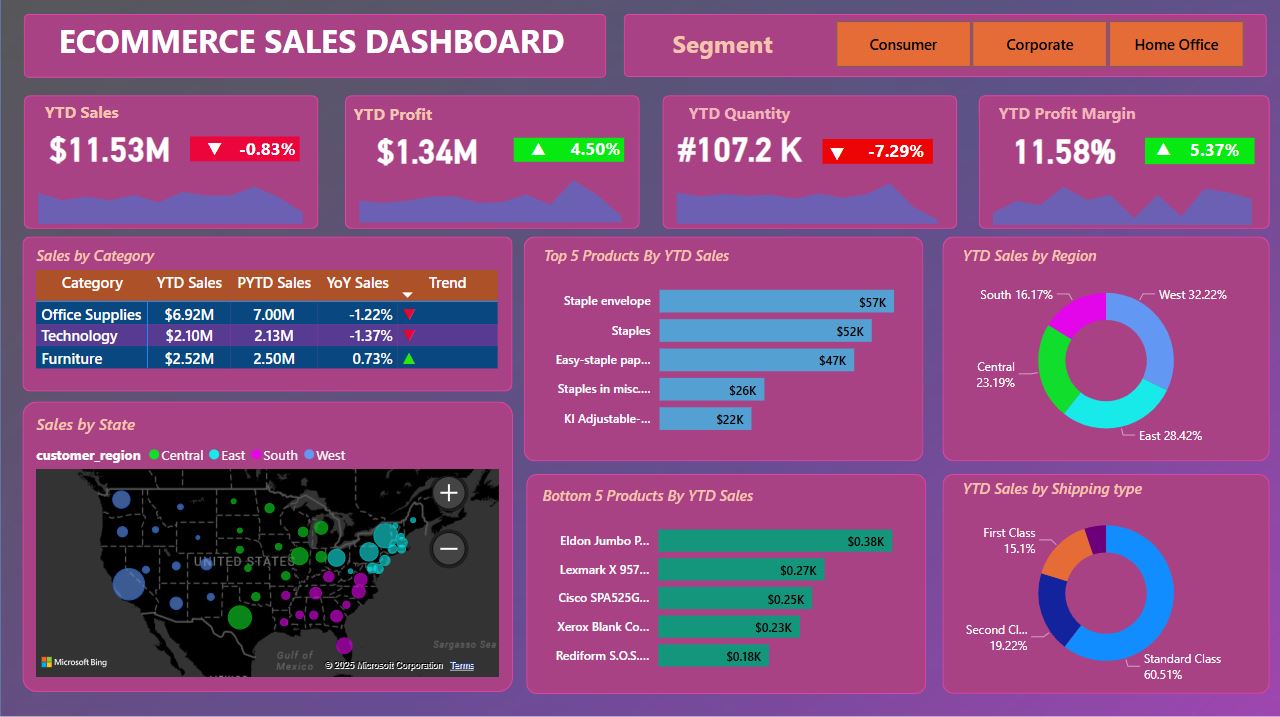 ECOMMERCE SALES DASHBOARD
Segment
Consumer
Corporate
Home Office
YTD Sales
$11.53M
-0.83%
YTD Profit
$1.34M
4.50%
YTD Quantity
#107.2 K
-7.29%
YTD Profit Margin
11.58%
5.37%
Sales by Category
Category YTD Sales PYTD Sales YoY Sales Trend
Office Supplies $6.92M 7.00M -1.22%
Technology $2.10M 2.13M -1.37%
Furniture $2.52M 2.50M 0.73%
Sales by State
customer_region Central East South West
UNITED STATES
Gulf of
Mexico
Sargasso Sea
MEXICO
Microsoft Bing
© 2025 Microsoft Corporation Terms
Top 5 Products By YTD Sales
Staple envelope $57K
Staples $52K
Easy-staple pap... $47K
Staples in misc.... $26K
KI Adjustable-... $22K
Bottom 5 Products By YTD Sales
Eldon Jumbo P... $0.38K
Lexmark X 957... $0.27K
Cisco SPA525G... $0.25K
Xerox Blank Co... $0.23K
Rediform S.O.S.... $0.18K
YTD Sales by Region
South 16.17%
West 32.22%
Central
23.19%
East 28.42%
YTD Sales by Shipping type
First Class
15.1%
Second Cl...
19.22%
Standard Class
60.51%